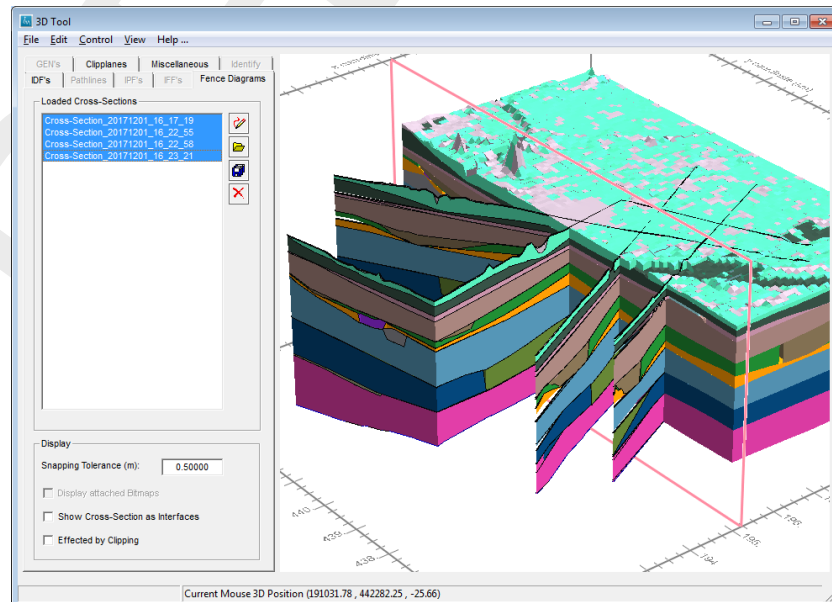 3D Tool
File Edit Control View Help ...
GEN's Clipplanes Miscellaneous Identify
IDF's Pathlines IPF's IFF's Fence Diagrams
Loaded Cross-Sections
Cross-Section_20171201_16_17_19
Cross-Section_20171201_16_22_55
Cross-Section_20171201_16_22_58
Cross-Section_20171201_16_23_21
Display
Snapping Tolerance (m): 0.50000
Display attached Bitmaps
Show Cross-Section as Interfaces
Effected by Clipping
440
439
438
194
195
196
Current Mouse 3D Position (191031.78 , 442282.25 , -25.66)